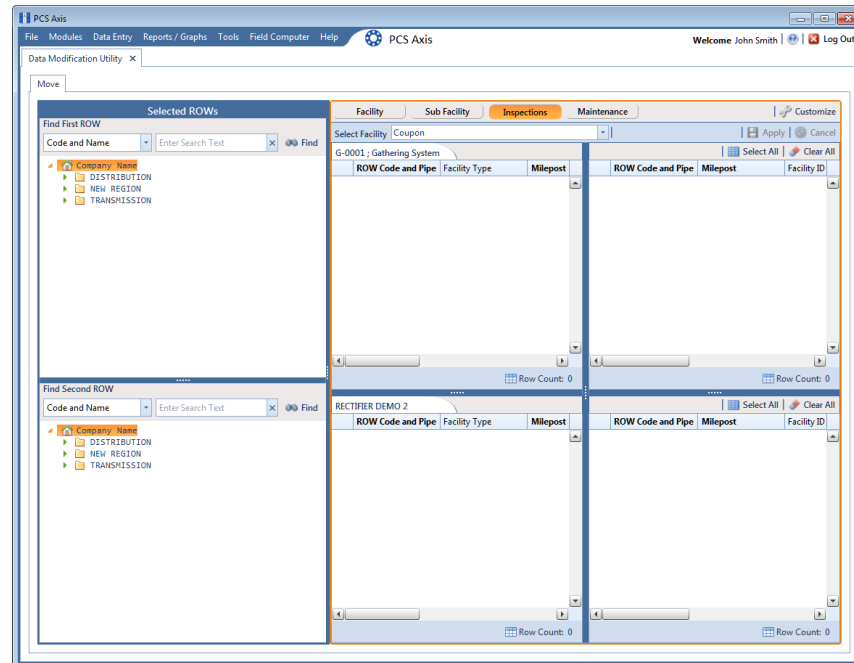 PCS Axis
File Modules Data Entry Reports / Graphs Tools Field Computer Help PCS Axis Welcome John Smith Log Out
Data Modification Utility
Move
Selected ROWs
Find First ROW
Code and Name Enter Search Text Find
Company Name
DISTRIBUTION
NEW REGION
TRANSMISSION
Find Second ROW
Code and Name Enter Search Text Find
Company Name
DISTRIBUTION
NEW REGION
TRANSMISSION
Facility Sub Facility Inspections Maintenance Customize
Select Facility Coupon Apply Cancel
G-0001 ; Gathering System Select All Clear All
ROW Code and Pipe Facility Type Milepost ROW Code and Pipe Milepost Facility ID
Row Count: 0 Row Count: 0
RECTIFIER DEMO 2 Select All Clear All
ROW Code and Pipe Facility Type Milepost ROW Code and Pipe Milepost Facility ID
Row Count: 0 Row Count: 0